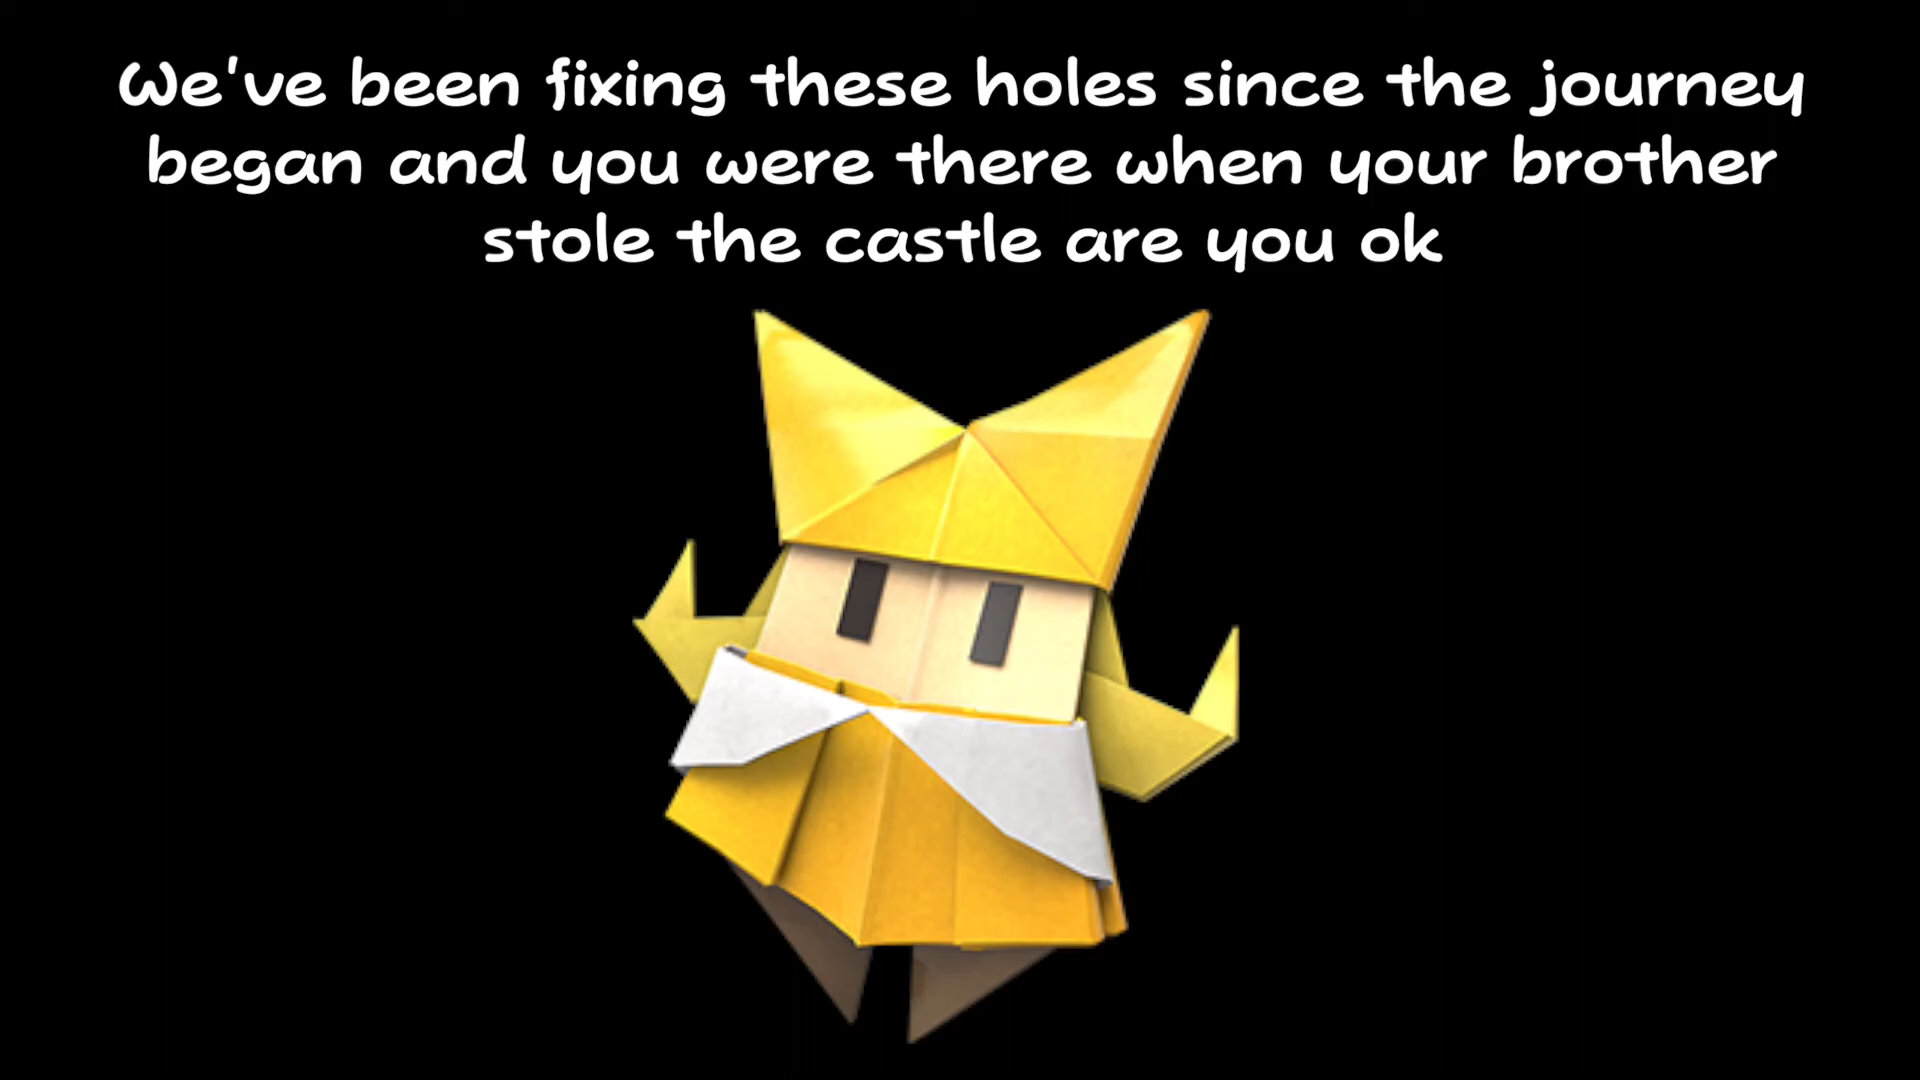 We've been fixing these holes since the journey
began and you were there when your brother
stole the castle are you ok